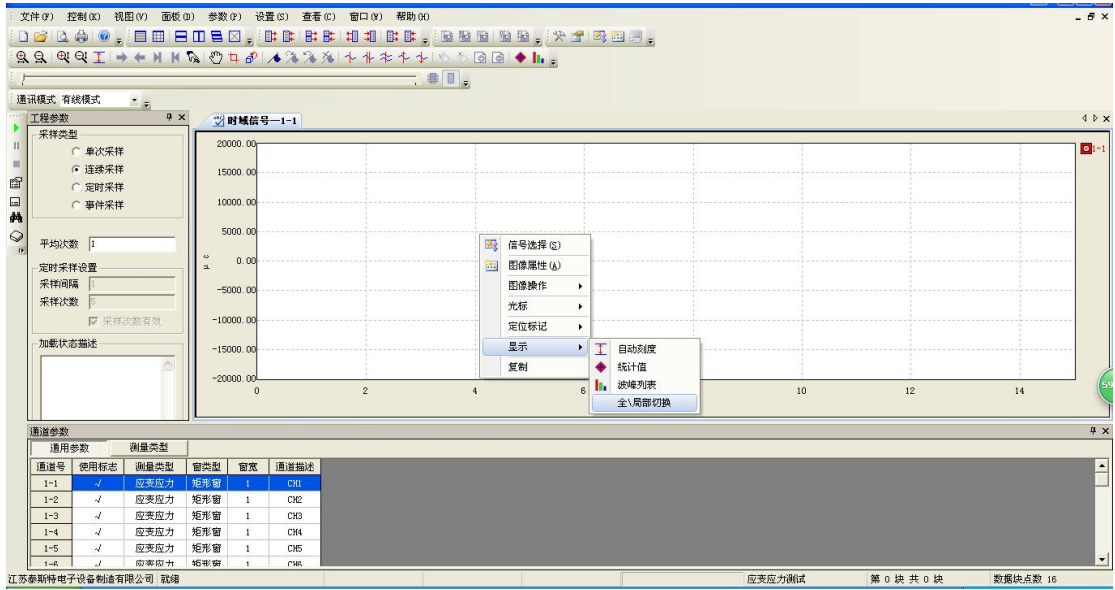 文件(F) 控制(X) 视图(V) 面板(D) 参数(P) 设置(S) 查看(C) 窗口(W) 帮助(H)
通讯模式 有线模式
工程参数
时域信号—1-1
采样类型
单次采样
连续采样
定时采样
事件采样
平均次数 1
定时采样设置
采样间隔 1
采样次数 5
采样次数有效
加载状态描述
20000.00
15000.00
10000.00
5000.00
0.00
-5000.00
-10000.00
-15000.00
-20000.00
με
0 2 4 6 10 12 14
1-1
信号选择(S)
图像属性(A)
图像操作
光标
定位标记
显示
复制
自动刻度
统计值
波峰列表
全\局部切换
59
通道参数
通用参数 测量类型
通道号 使用标志 测量类型 窗类型 窗宽 通道描述
1-1 √ 应变应力 矩形窗 1 CH1
1-2 √ 应变应力 矩形窗 1 CH2
1-3 √ 应变应力 矩形窗 1 CH3
1-4 √ 应变应力 矩形窗 1 CH4
1-5 √ 应变应力 矩形窗 1 CH5
1-6 √ 应变应力 矩形窗 1 CH6
江苏泰斯特电子设备制造有限公司 就绪 应变应力测试 第 0 块 共 0 块 数据块点数 16